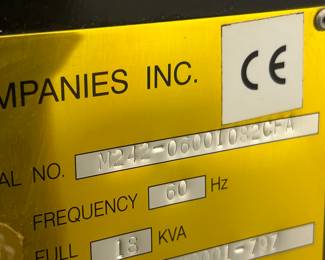 MPANIES INC. CE
AL NO. M242-06001082CFA
FREQUENCY 60 Hz
FULL 18 KVA